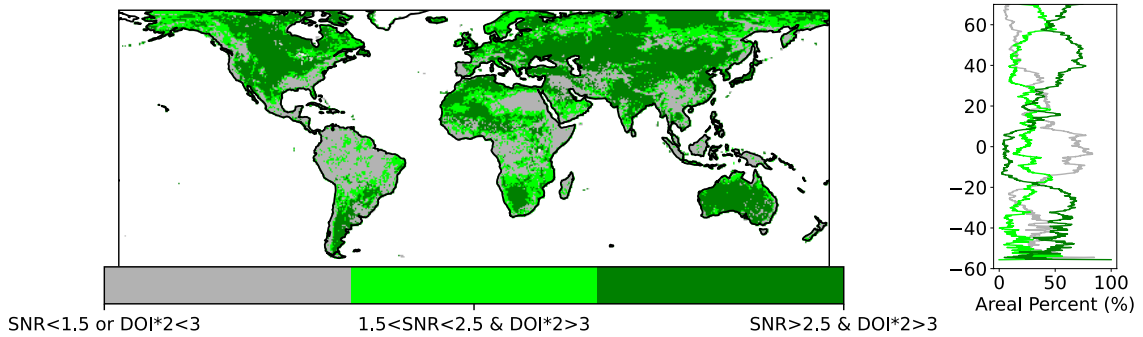 SNR<1.5 or DOI*2<3
1.5<SNR<2.5 & DOI*2>3
SNR>2.5 & DOI*2>3
60
40
20
0
−20
−40
−60
0
50
100
Areal Percent (%)